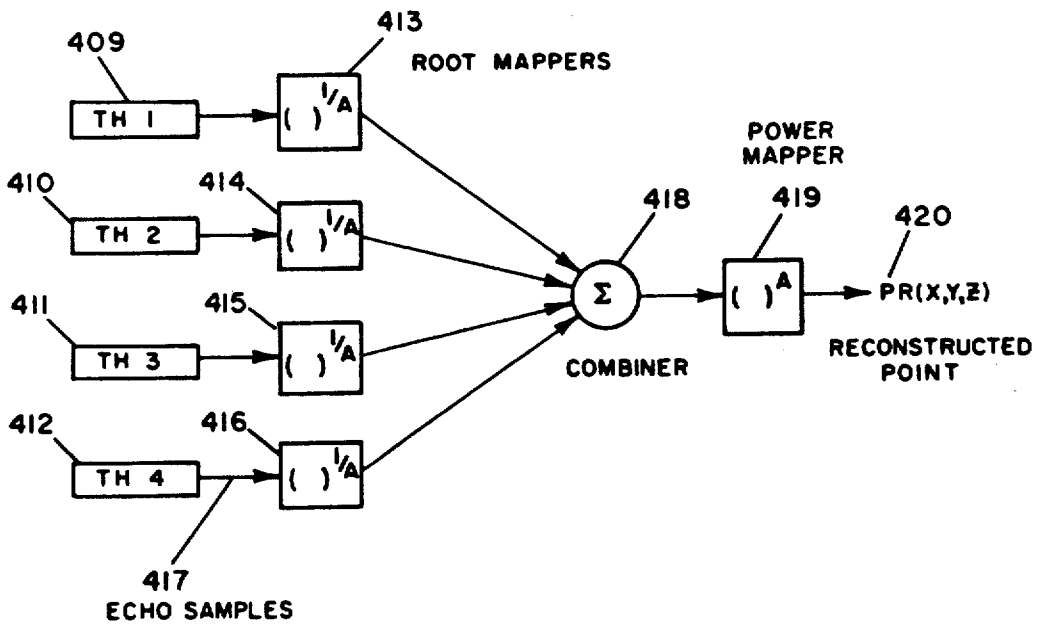 409
TH 1
413
( )1/A
ROOT MAPPERS
410
TH 2
414
( )1/A
411
TH 3
415
( )1/A
412
TH 4
416
( )1/A
417
ECHO SAMPLES
418
Σ
COMBINER
POWER
MAPPER
419
( )A
420
PR(X,Y,Z)
RECONSTRUCTED
POINT